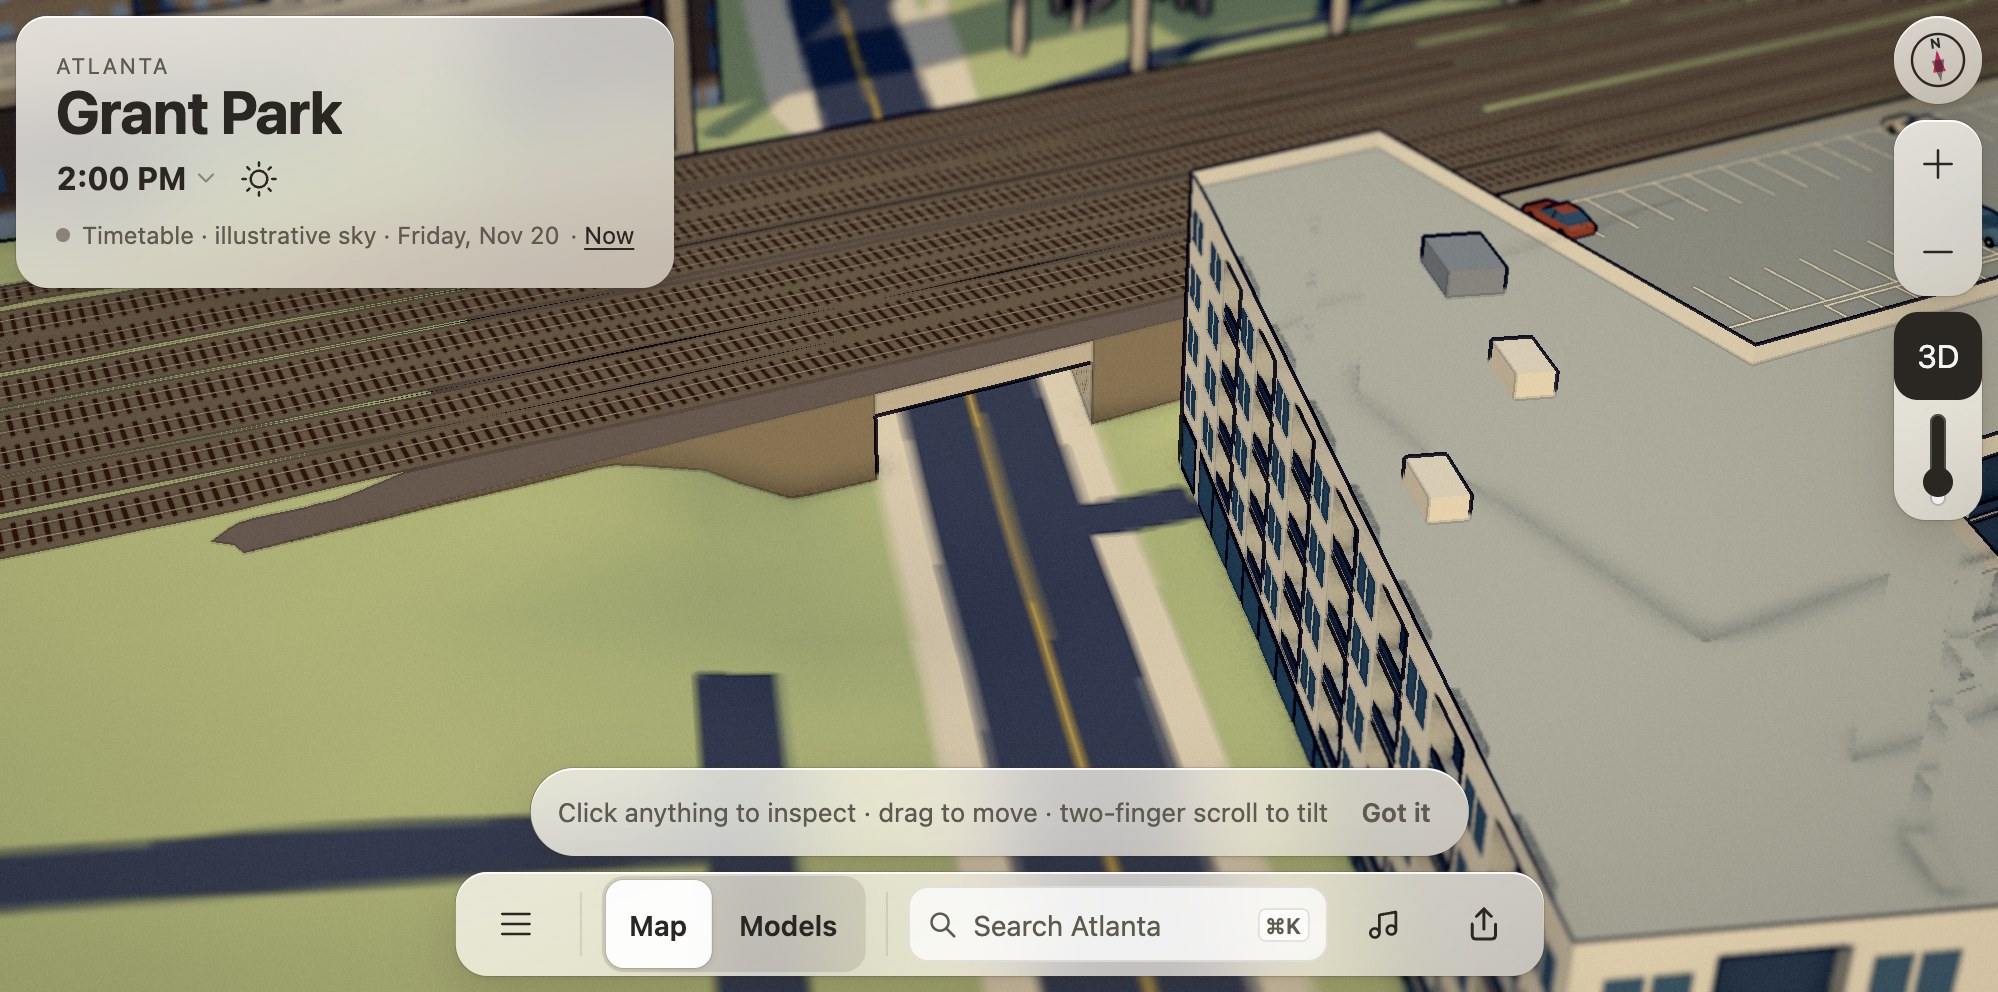 ATLANTA
Grant Park
2:00 PM
Timetable · illustrative sky · Friday, Nov 20 · Now
N
3D
Click anything to inspect · drag to move · two-finger scroll to tilt Got it
Map Models Search Atlanta ⌘K